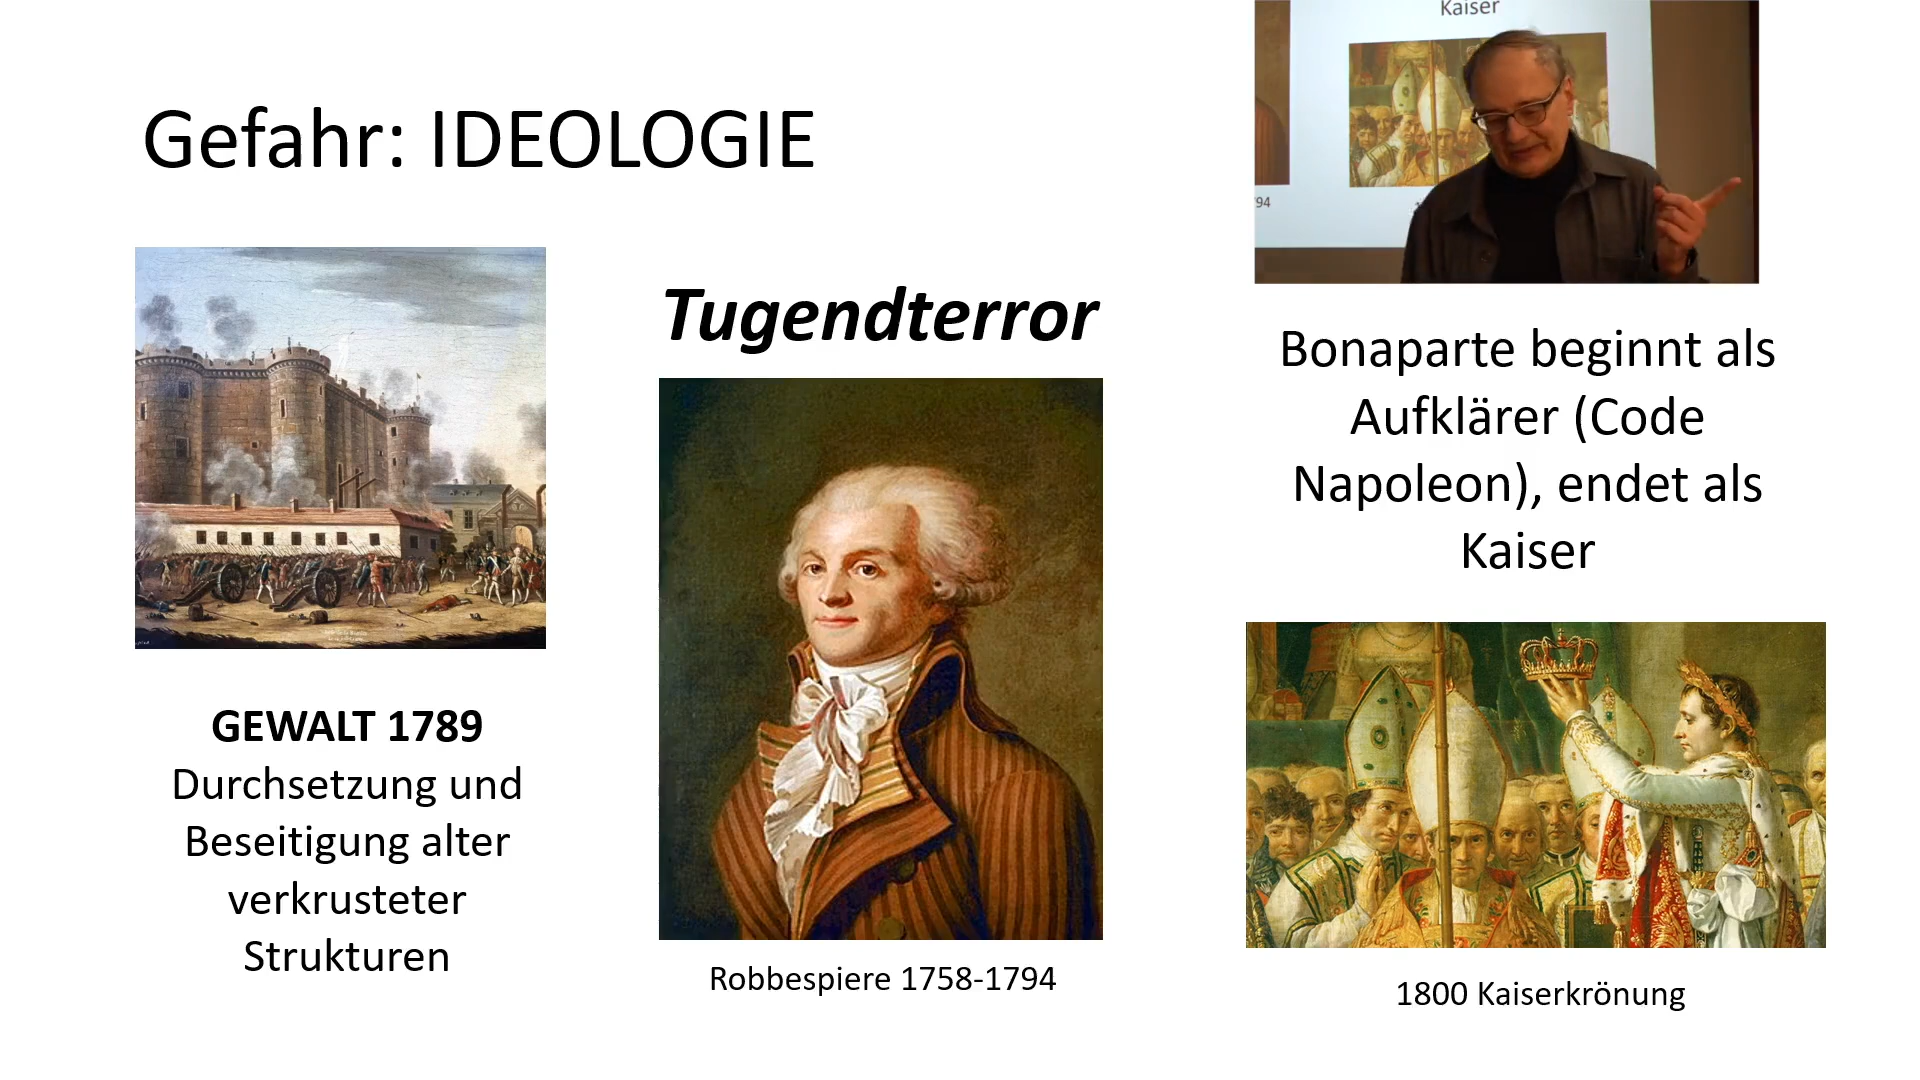 Gefahr: IDEOLOGIE
GEWALT 1789
Durchsetzung und
Beseitigung alter
verkrusteter
Strukturen
Tugendterror
Robbespiere 1758-1794
Kaiser
'94
Bonaparte beginnt als
Aufklärer (Code
Napoleon), endet als
Kaiser
1800 Kaiserkrönung